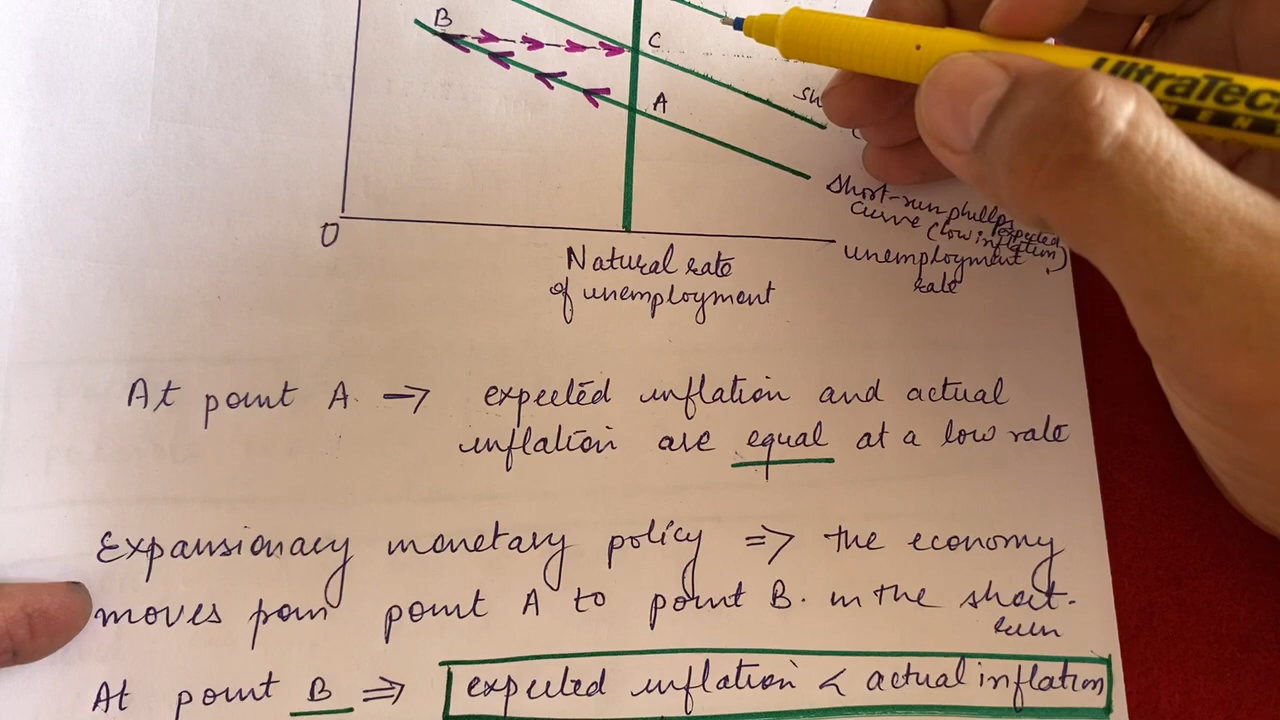 B
C
Sh
A
UltraTech
Short-run phillips
curve (low expected
inflation)
O
unemployment
rate
Natural rate
of unemployment
At point A. ⇒ expected inflation and actual
inflation are equal at a low rate
Expansionary monetary policy ⇒ the economy
moves from point A to point B. in the short-
run
At point B ⇒ expected inflation < actual inflation